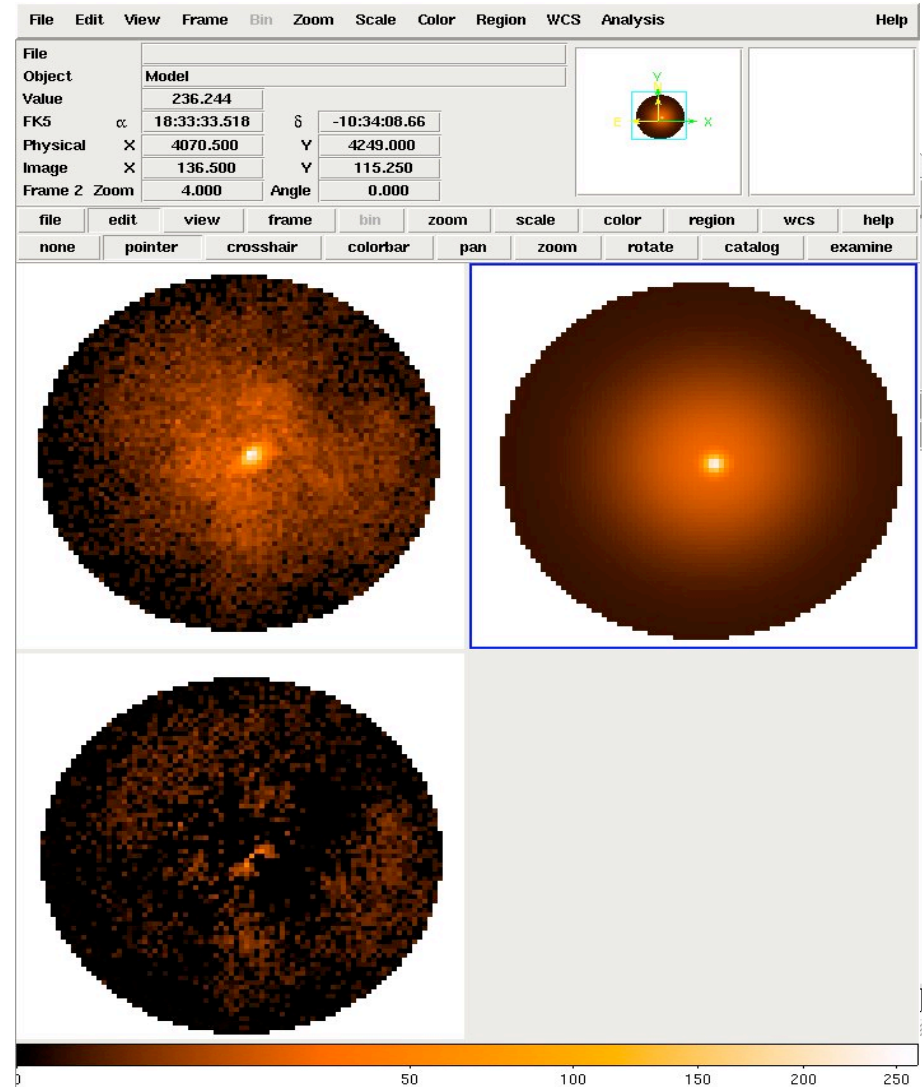 File Edit View Frame Bin Zoom Scale Color Region WCS Analysis Help
File
Object Model
Value 236.244
FK5 α 18:33:33.518 δ -10:34:08.66
Physical X 4070.500 Y 4249.000
Image X 136.500 Y 115.250
Frame 2 Zoom 4.000 Angle 0.000
Y
N
E X
file edit view frame bin zoom scale color region wcs help
none pointer crosshair colorbar pan zoom rotate catalog examine
0 50 100 150 200 250